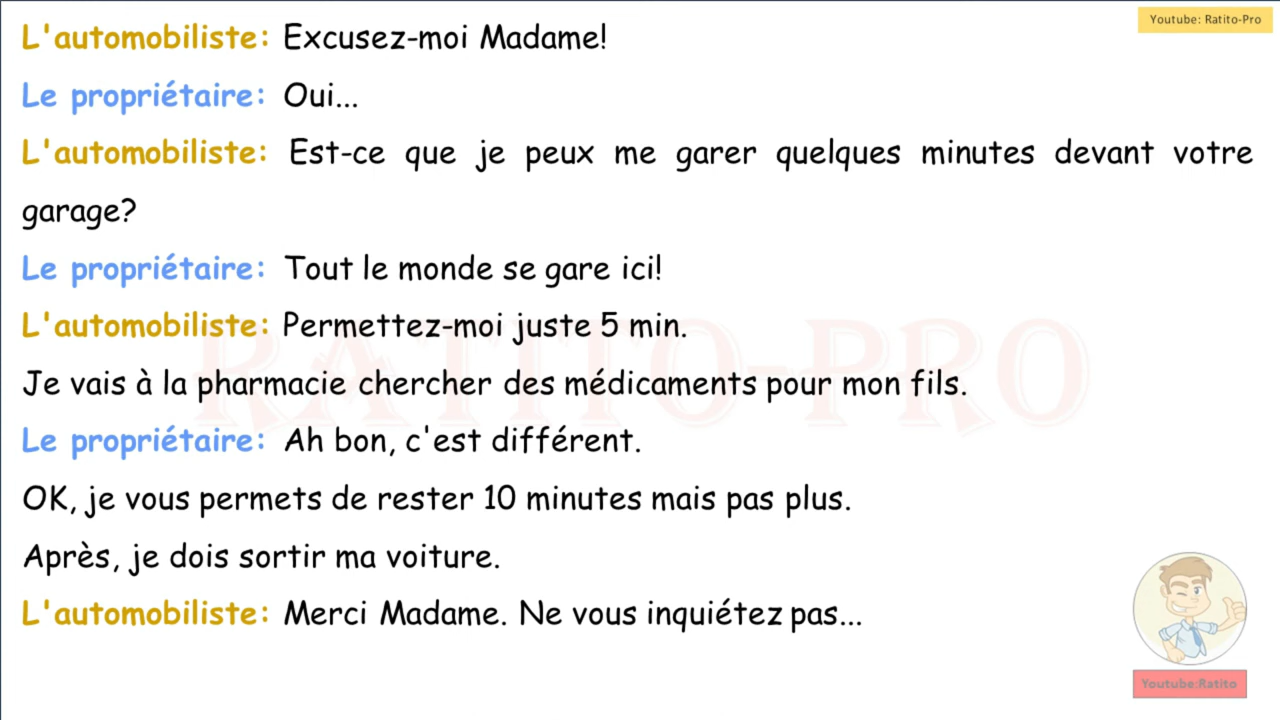 Youtube: Ratito-Pro
L'automobiliste: Excusez-moi Madame!
Le propriétaire: Oui...
L'automobiliste: Est-ce que je peux me garer quelques minutes devant votre
garage?
Le propriétaire: Tout le monde se gare ici!
L'automobiliste: Permettez-moi juste 5 min.
RATITO-PRO
Je vais à la pharmacie chercher des médicaments pour mon fils.
Le propriétaire: Ah bon, c'est différent.
OK, je vous permets de rester 10 minutes mais pas plus.
Après, je dois sortir ma voiture.
L'automobiliste: Merci Madame. Ne vous inquiétez pas...
Youtube:Ratito